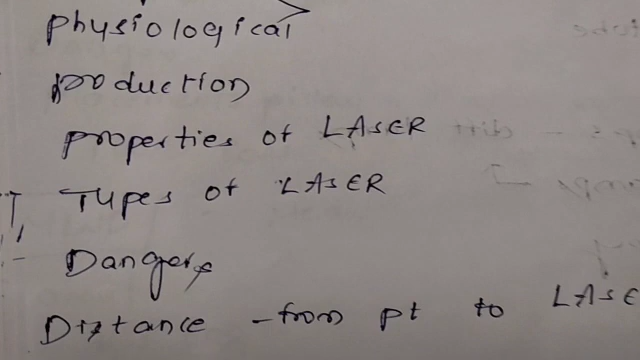 physiological
production
properties of LASER
Types of LASER
Dangers
Distance - from pt to LASE